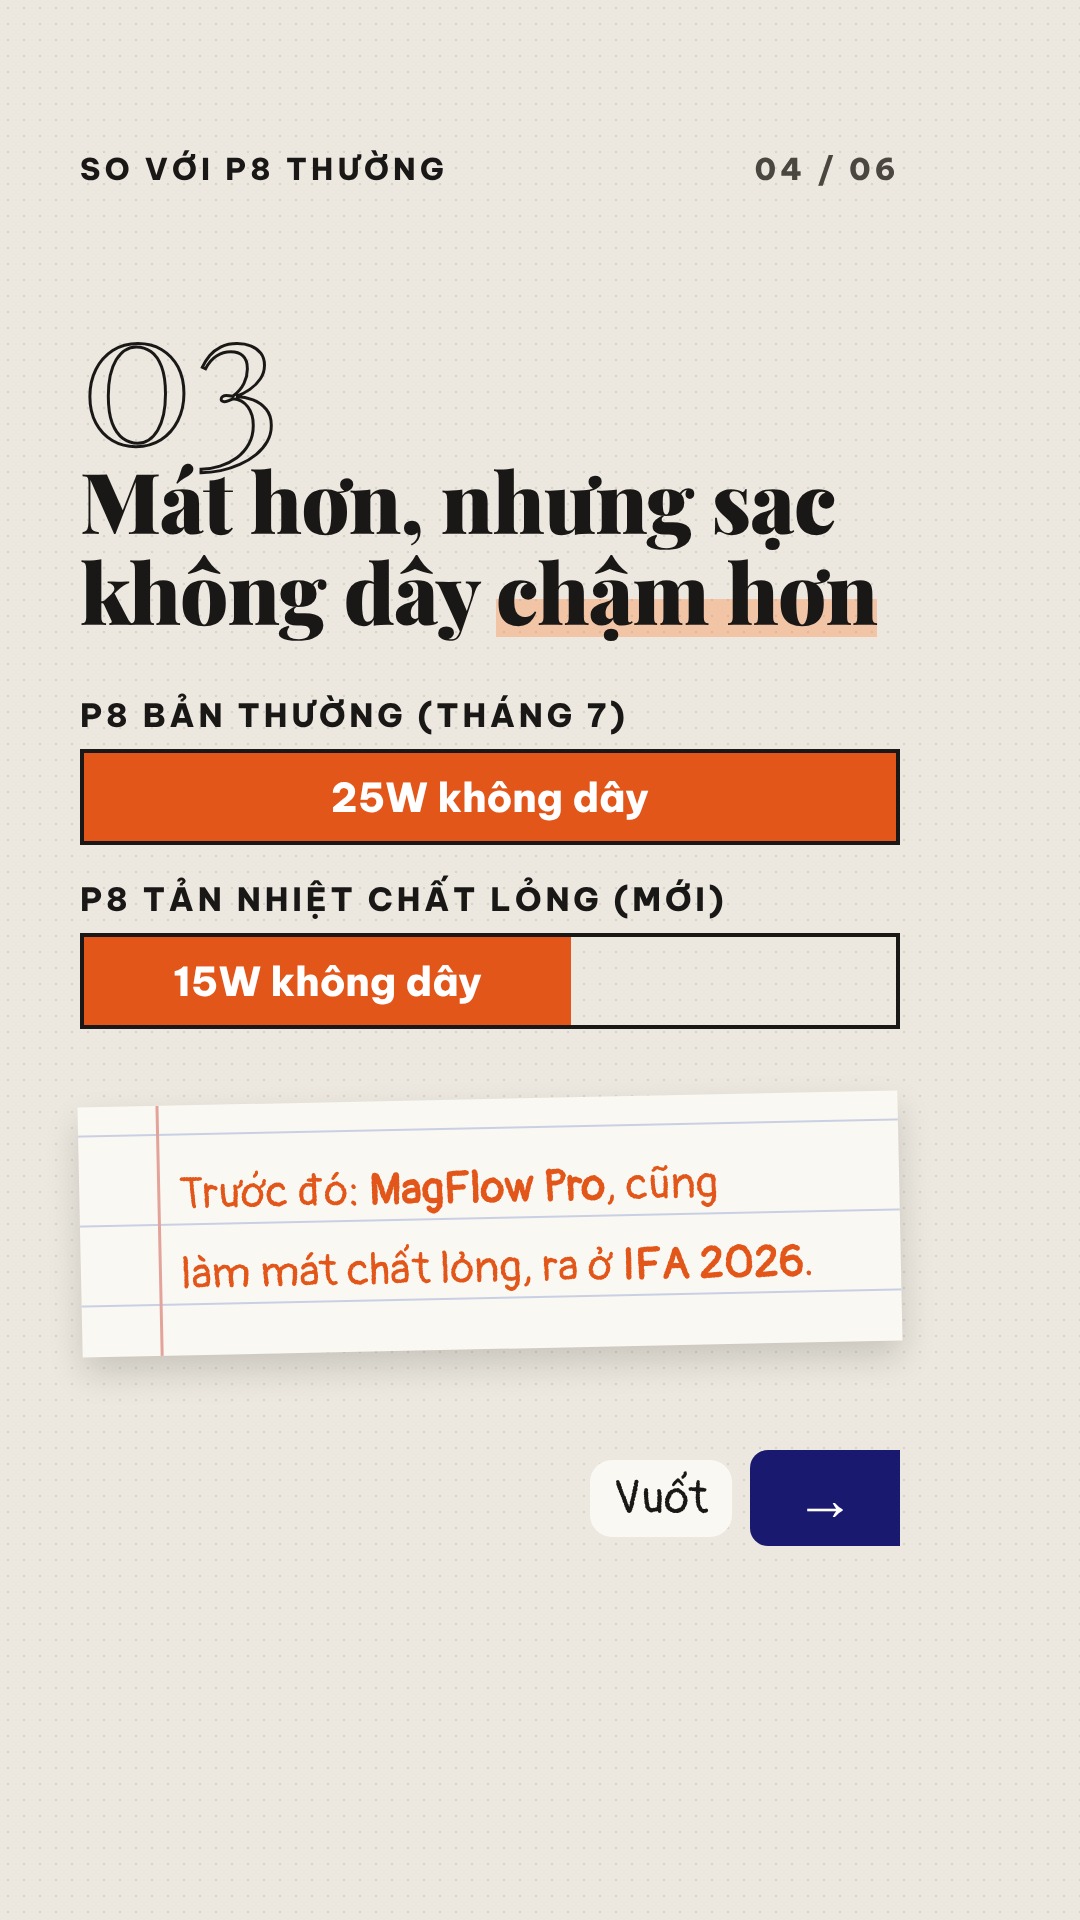 SO VỚI P8 THƯỜNG
04 / 06
03
Mát hơn, nhưng sạc
không dây chậm hơn
P8 BẢN THƯỜNG (THÁNG 7)
25W không dây
P8 TẢN NHIỆT CHẤT LỎNG (MỚI)
15W không dây
Trước đó: MagFlow Pro, cũng
làm mát chất lỏng, ra ở IFA 2026.
Vuốt →